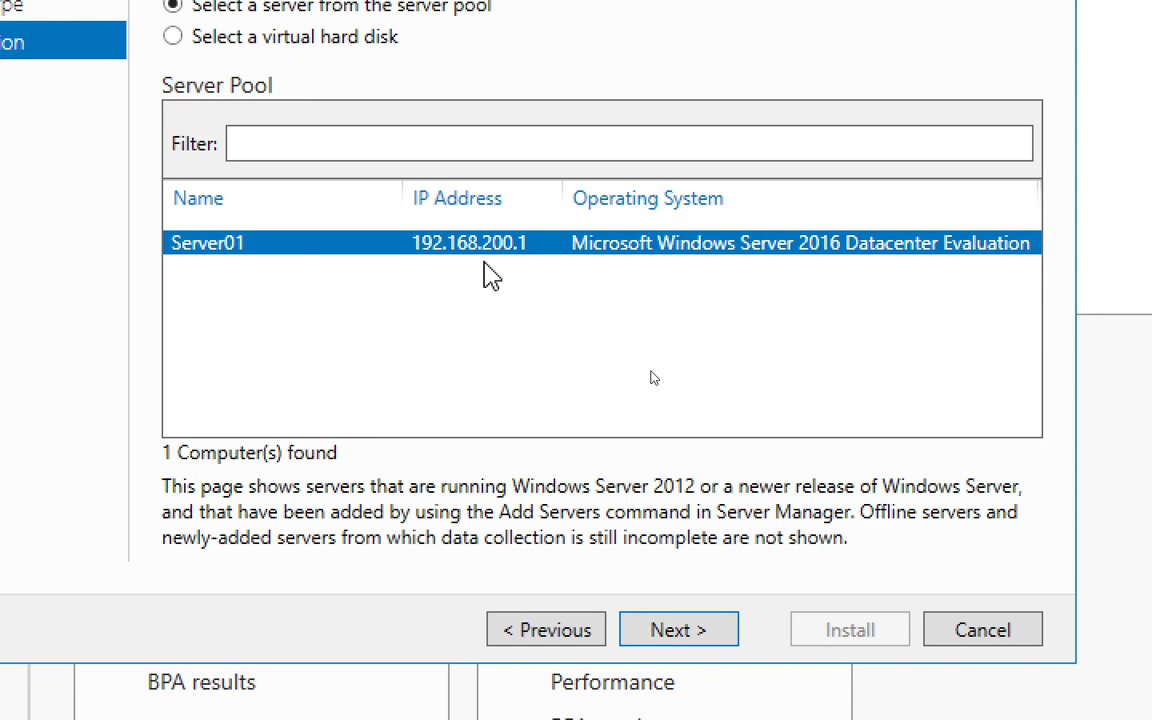 pe
Select a server from the server pool
ion
Select a virtual hard disk
Server Pool
Filter:
Name IP Address Operating System
Server01 192.168.200.1 Microsoft Windows Server 2016 Datacenter Evaluation
1 Computer(s) found
This page shows servers that are running Windows Server 2012 or a newer release of Windows Server,
and that have been added by using the Add Servers command in Server Manager. Offline servers and
newly-added servers from which data collection is still incomplete are not shown.
< Previous Next > Install Cancel
BPA results Performance